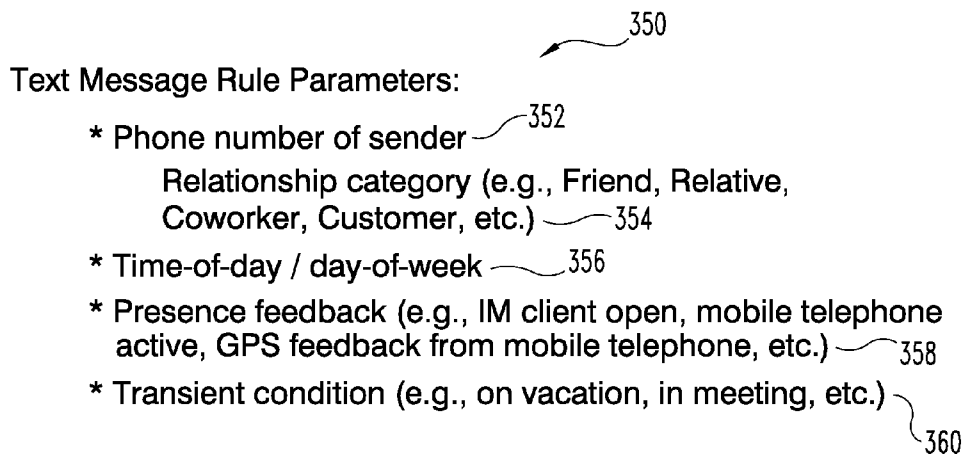 350
Text Message Rule Parameters:
* Phone number of sender 352
Relationship category (e.g., Friend, Relative,
Coworker, Customer, etc.) 354
* Time-of-day / day-of-week 356
* Presence feedback (e.g., IM client open, mobile telephone
active, GPS feedback from mobile telephone, etc.) 358
* Transient condition (e.g., on vacation, in meeting, etc.)
360